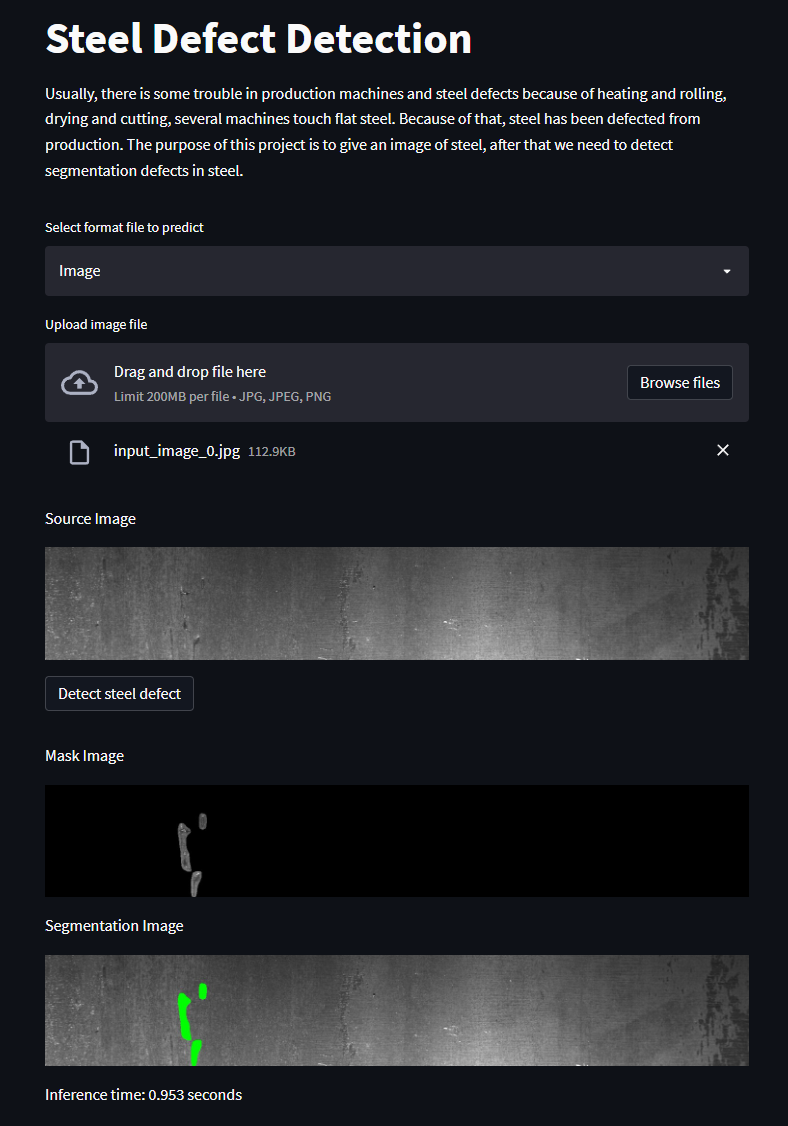 Steel Defect Detection
Usually, there is some trouble in production machines and steel defects because of heating and rolling,
drying and cutting, several machines touch flat steel. Because of that, steel has been defected from
production. The purpose of this project is to give an image of steel, after that we need to detect
segmentation defects in steel.
Select format file to predict
Image
Upload image file
Drag and drop file here
Limit 200MB per file • JPG, JPEG, PNG
Browse files
input_image_0.jpg 112.9KB
Source Image
Detect steel defect
Mask Image
Segmentation Image
Inference time: 0.953 seconds